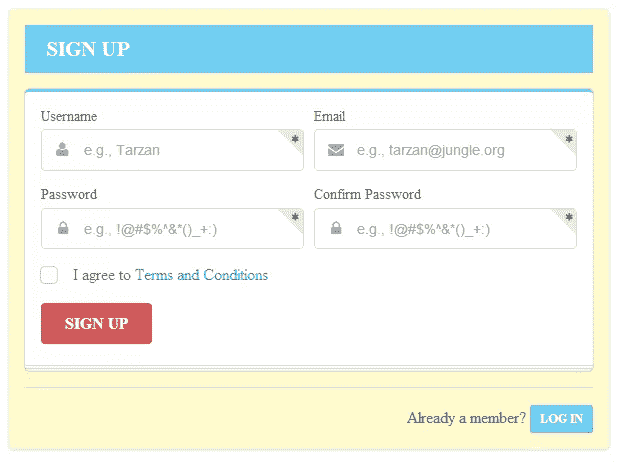 SIGN UP
Username Email
e.g., Tarzan * e.g., tarzan@jungle.org *
Password Confirm Password
e.g., !@#$%^&*()_+:) * e.g., !@#$%^&*()_+:) *
I agree to Terms and Conditions
SIGN UP
Already a member? LOG IN